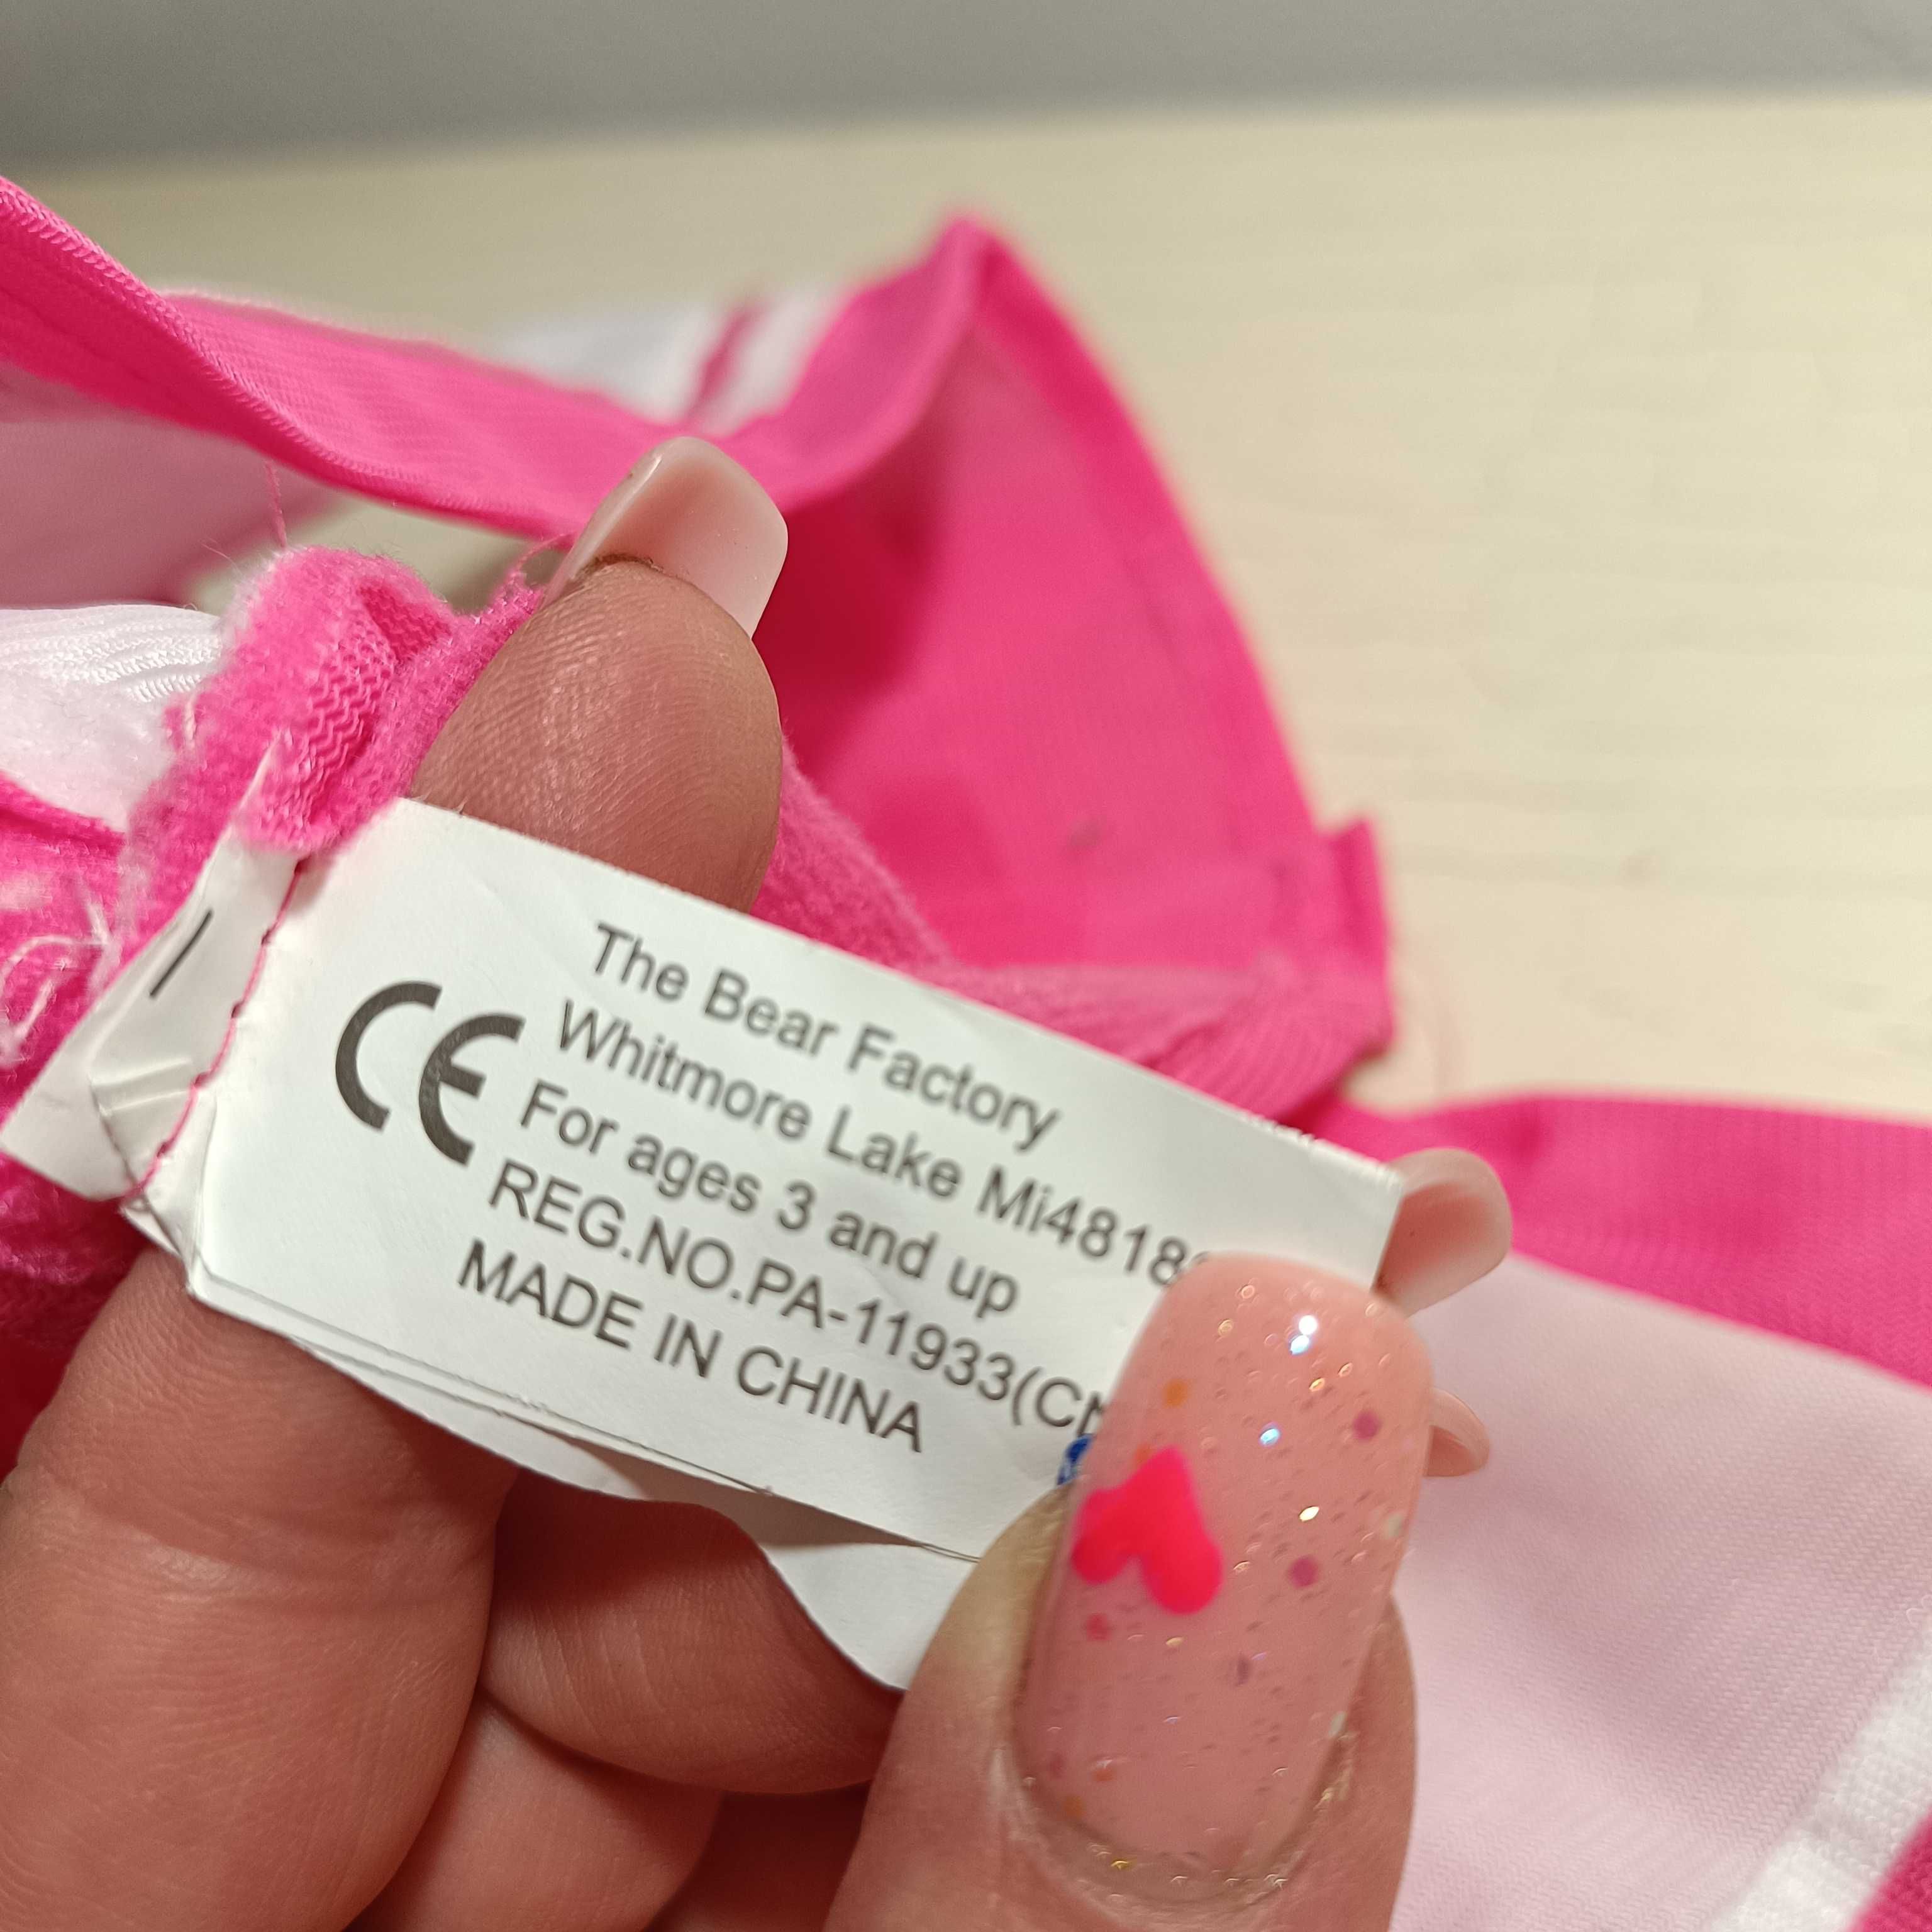 The Bear Factory
CE Whitmore Lake Mi4818
For ages 3 and up
REG.NO.PA-11933(C
MADE IN CHINA